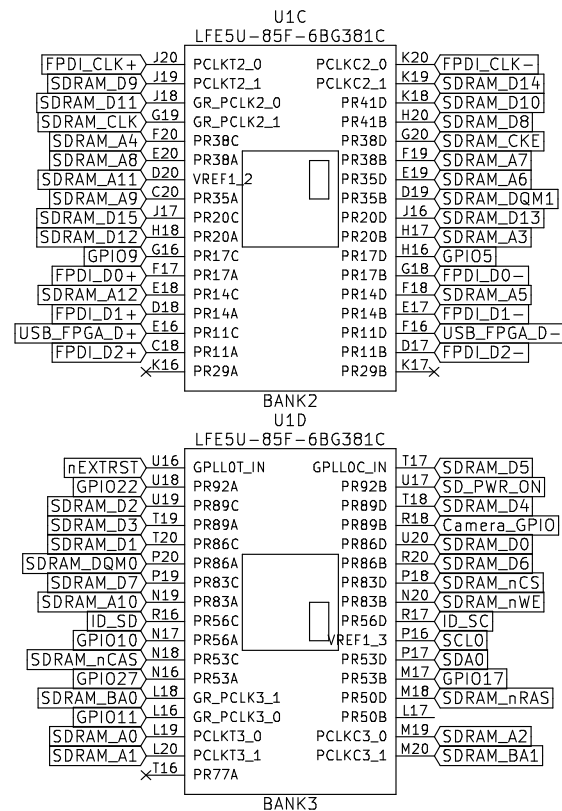 U1C
LFE5U-85F-6BG381C
FPDI_CLK+ J20 PCLKT2_0 PCLKC2_0 K20 FPDI_CLK-
SDRAM_D9 J19 PCLKT2_1 PCLKC2_1 K19 SDRAM_D14
SDRAM_D11 J18 GR_PCLK2_0 PR41D K18 SDRAM_D10
SDRAM_CLK G19 GR_PCLK2_1 PR41B H20 SDRAM_D8
SDRAM_A4 F20 PR38C PR38D G20 SDRAM_CKE
SDRAM_A8 E20 PR38A PR38B F19 SDRAM_A7
SDRAM_A11 D20 VREF1_2 PR35D E19 SDRAM_A6
SDRAM_A9 C20 PR35A PR35B D19 SDRAM_DQM1
SDRAM_D15 J17 PR20C PR20D J16 SDRAM_D13
SDRAM_D12 H18 PR20A PR20B H17 SDRAM_A3
GPIO9 G16 PR17C PR17D H16 GPIO5
FPDI_D0+ F17 PR17A PR17B G18 FPDI_D0-
SDRAM_A12 E18 PR14C PR14D F18 SDRAM_A5
FPDI_D1+ D18 PR14A PR14B E17 FPDI_D1-
USB_FPGA_D+ E16 PR11C PR11D F16 USB_FPGA_D-
FPDI_D2+ C18 PR11A PR11B D17 FPDI_D2-
K16 PR29A PR29B K17
BANK2
U1D
LFE5U-85F-6BG381C
nEXTRST U16 GPLL0T_IN GPLL0C_IN T17 SDRAM_D5
GPIO22 U18 PR92A PR92B U17 SD_PWR_ON
SDRAM_D2 U19 PR89C PR89D T18 SDRAM_D4
SDRAM_D3 T19 PR89A PR89B R18 Camera_GPIO
SDRAM_D1 T20 PR86C PR86D U20 SDRAM_D0
SDRAM_DQM0 P20 PR86A PR86B R20 SDRAM_D6
SDRAM_D7 P19 PR83C PR83D P18 SDRAM_nCS
SDRAM_A10 N19 PR83A PR83B N20 SDRAM_nWE
ID_SD R16 PR56C PR56D R17 ID_SC
GPIO10 N17 PR56A VREF1_3 P16 SCL0
SDRAM_nCAS N18 PR53C PR53D P17 SDA0
GPIO27 N16 PR53A PR53B M17 GPIO17
SDRAM_BA0 L18 GR_PCLK3_1 PR50D M18 SDRAM_nRAS
GPIO11 L16 GR_PCLK3_0 PR50B L17
SDRAM_A0 L19 PCLKT3_0 PCLKC3_0 M19 SDRAM_A2
SDRAM_A1 L20 PCLKT3_1 PCLKC3_1 M20 SDRAM_BA1
T16 PR77A
BANK3